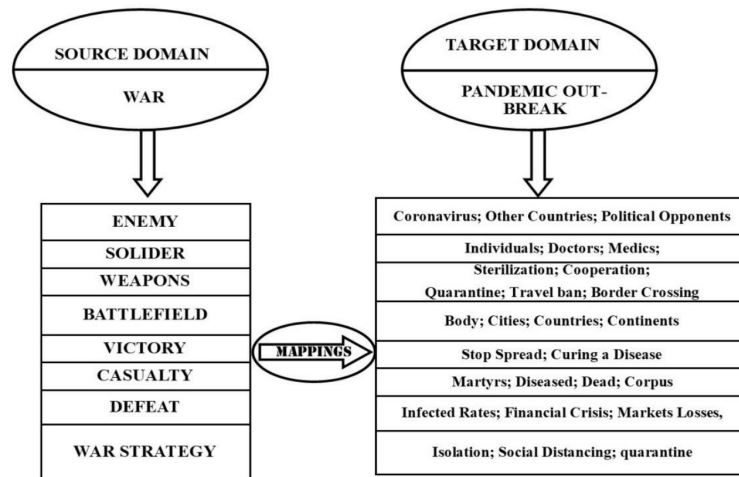 SOURCE DOMAIN
WAR
TARGET DOMAIN
PANDEMIC OUT-
BREAK
ENEMY
SOLIDER
WEAPONS
BATTLEFIELD
VICTORY
CASUALTY
DEFEAT
WAR STRATEGY
MAPPINGS
Coronavirus; Other Countries; Political Opponents
Individuals; Doctors; Medics;
Sterilization; Cooperation;
Quarantine; Travel ban; Border Crossing
Body; Cities; Countries; Continents
Stop Spread; Curing a Disease
Martyrs; Diseased; Dead; Corpus
Infected Rates; Financial Crisis; Markets Losses,
Isolation; Social Distancing; quarantine